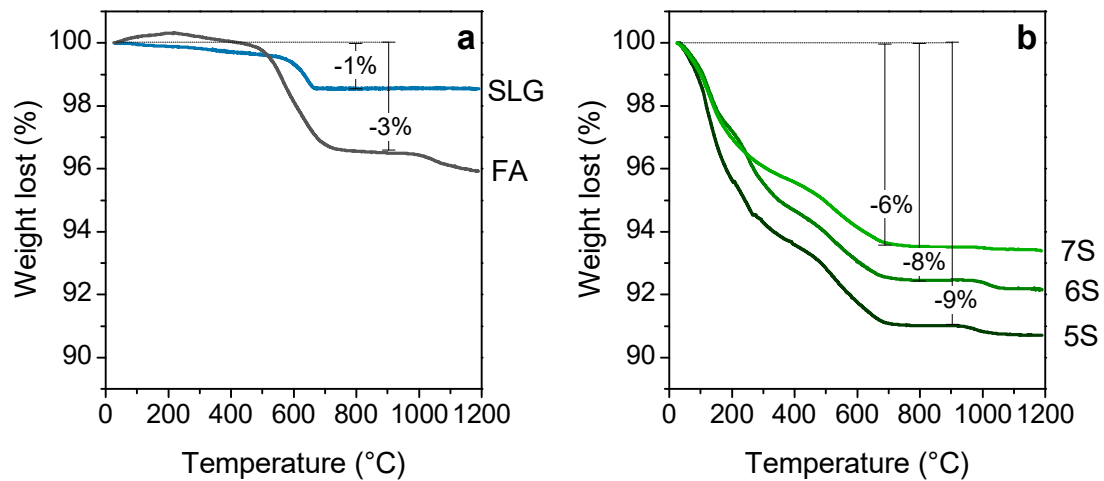 a
100
98
96
94
92
90
Weight lost (%)
-1%
-3%
SLG
FA
0 200 400 600 800 1000 1200
Temperature (°C)
b
100
98
96
94
92
90
Weight lost (%)
-6%
-8%
-9%
7S
6S
5S
0 200 400 600 800 1000 1200
Temperature (°C)